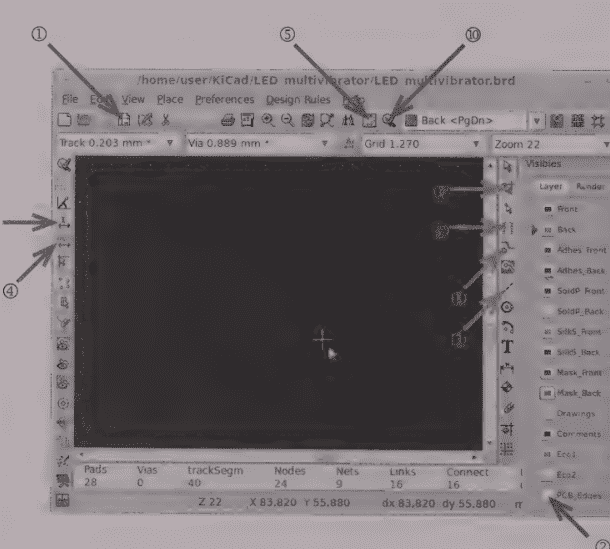 ① ⑤ ⑩
/home/user/KiCad/LED multivibrator/LED multivibrator.brd
File Edit View Place Preferences Design Rules
Back <PgDn>
Track 0.203 mm * Via 0.889 mm * Grid 1.270 Zoom 22
Visibles
Layer Render
Front
Back
Adhes_Front
Adhes_Back
SoldP_Front
SoldP_Back
SilkS_Front
SilkS_Back
Mask_Front
Mask_Back
Drawings
Comments
Eco1
Eco2
PCB_Edges
④
T
Pads Vias trackSegm Nodes Nets Links Connect
28 0 40 24 9 16 16
Z 22 X 83.820 Y 55.880 dx 83.820 dy 55.880
②